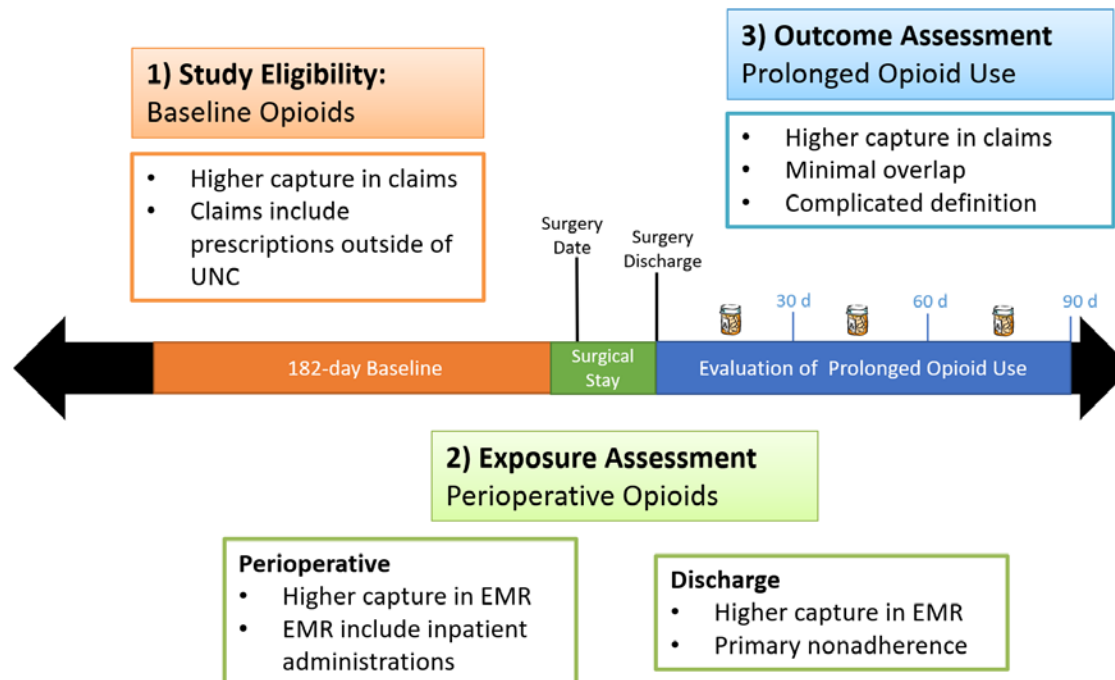 1) Study Eligibility:
Baseline Opioids
• Higher capture in claims
• Claims include
prescriptions outside of
UNC
3) Outcome Assessment
Prolonged Opioid Use
• Higher capture in claims
• Minimal overlap
• Complicated definition
Surgery
Date
Surgery
Discharge
30 d
60 d
90 d
182-day Baseline
Surgical
Stay
Evaluation of Prolonged Opioid Use
2) Exposure Assessment
Perioperative Opioids
Perioperative
• Higher capture in EMR
• EMR include inpatient
administrations
Discharge
• Higher capture in EMR
• Primary nonadherence